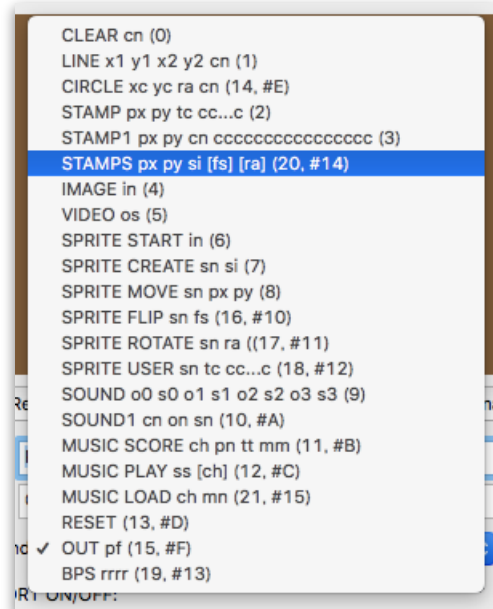 CLEAR cn (0)
LINE x1 y1 x2 y2 cn (1)
CIRCLE xc yc ra cn (14, #E)
STAMP px py tc cc...c (2)
STAMP1 px py cn cccccccccccccccc (3)
STAMPS px py si [fs] [ra] (20, #14)
IMAGE in (4)
VIDEO os (5)
SPRITE START in (6)
SPRITE CREATE sn si (7)
SPRITE MOVE sn px py (8)
SPRITE FLIP sn fs (16, #10)
SPRITE ROTATE sn ra ((17, #11)
SPRITE USER sn tc cc...c (18, #12)
SOUND o0 s0 o1 s1 o2 s2 o3 s3 (9)
SOUND1 cn on sn (10, #A)
MUSIC SCORE ch pn tt mm (11, #B)
MUSIC PLAY ss [ch] (12, #C)
MUSIC LOAD ch mn (21, #15)
RESET (13, #D)
✓ OUT pf (15, #F)
BPS rrrr (19, #13)
ORT ON/OFF: